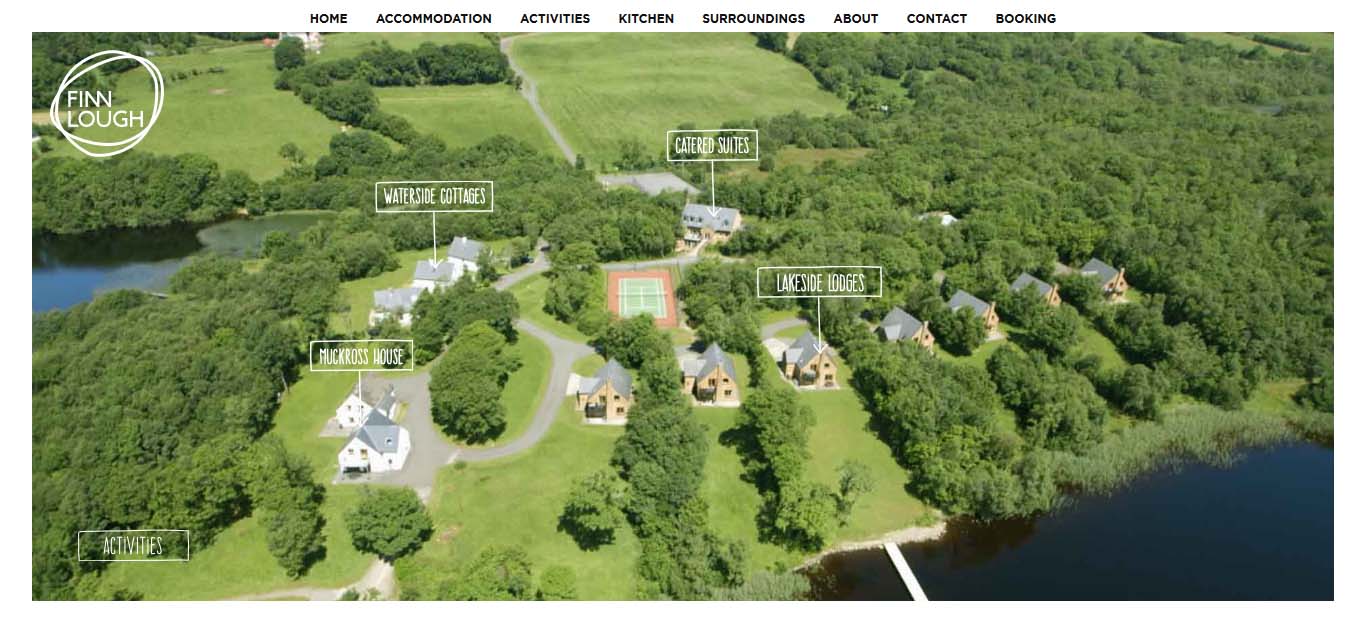 HOME ACCOMMODATION ACTIVITIES KITCHEN SURROUNDINGS ABOUT CONTACT BOOKING
FINN
LOUGH
CATERED SUITES
WATERSIDE COTTAGES
LAKESIDE LODGES
MUCKROSS HOUSE
ACTIVITIES